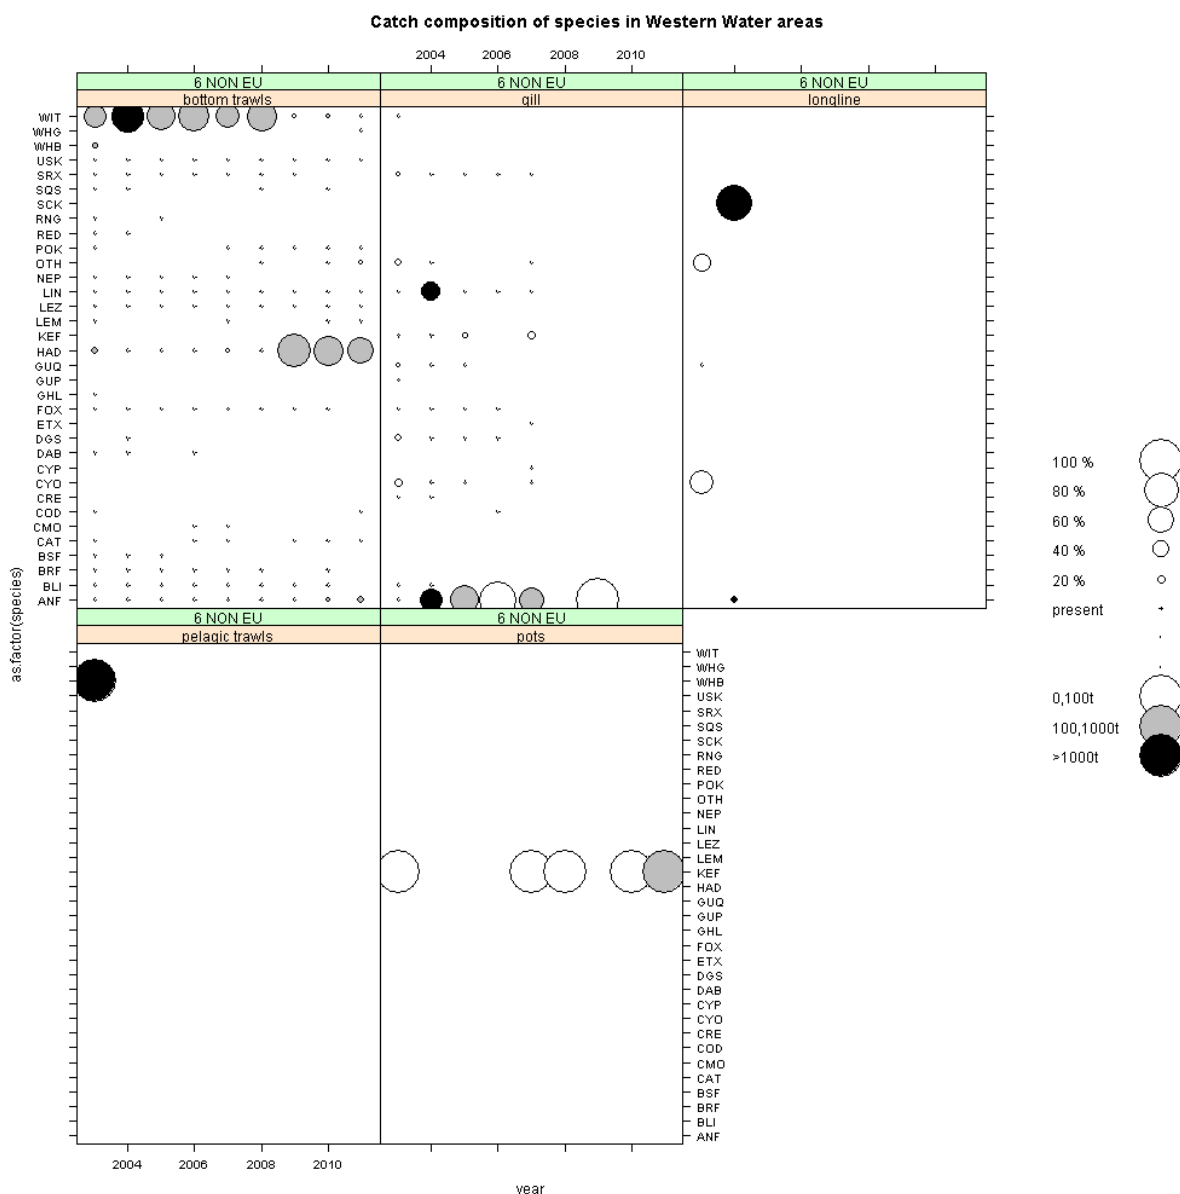 Catch composition of species in Western Water areas
2004 2006 2008 2010
6 NON EU 6 NON EU 6 NON EU
bottom trawls gill longline
WIT
WHG
WHB
USK
SRX
SQS
SCK
RNG
RED
POK
OTH
NEP
LIN
LEZ
LEM
KEF
HAD
GUQ
GUP
GHL
FOX
ETX
DGS
DAB
CYP
CYO
CRE
COD
CMO
CAT
BSF
BRF
BLI
ANF
as.factor(species)
6 NON EU 6 NON EU
pelagic trawls pots
WIT
WHG
WHB
USK
SRX
SQS
SCK
RNG
RED
POK
OTH
NEP
LIN
LEZ
LEM
KEF
HAD
GUQ
GUP
GHL
FOX
ETX
DGS
DAB
CYP
CYO
CRE
COD
CMO
CAT
BSF
BRF
BLI
ANF
2004 2006 2008 2010
year
100 %
80 %
60 %
40 %
20 %
present
0,100t
100,1000t
>1000t